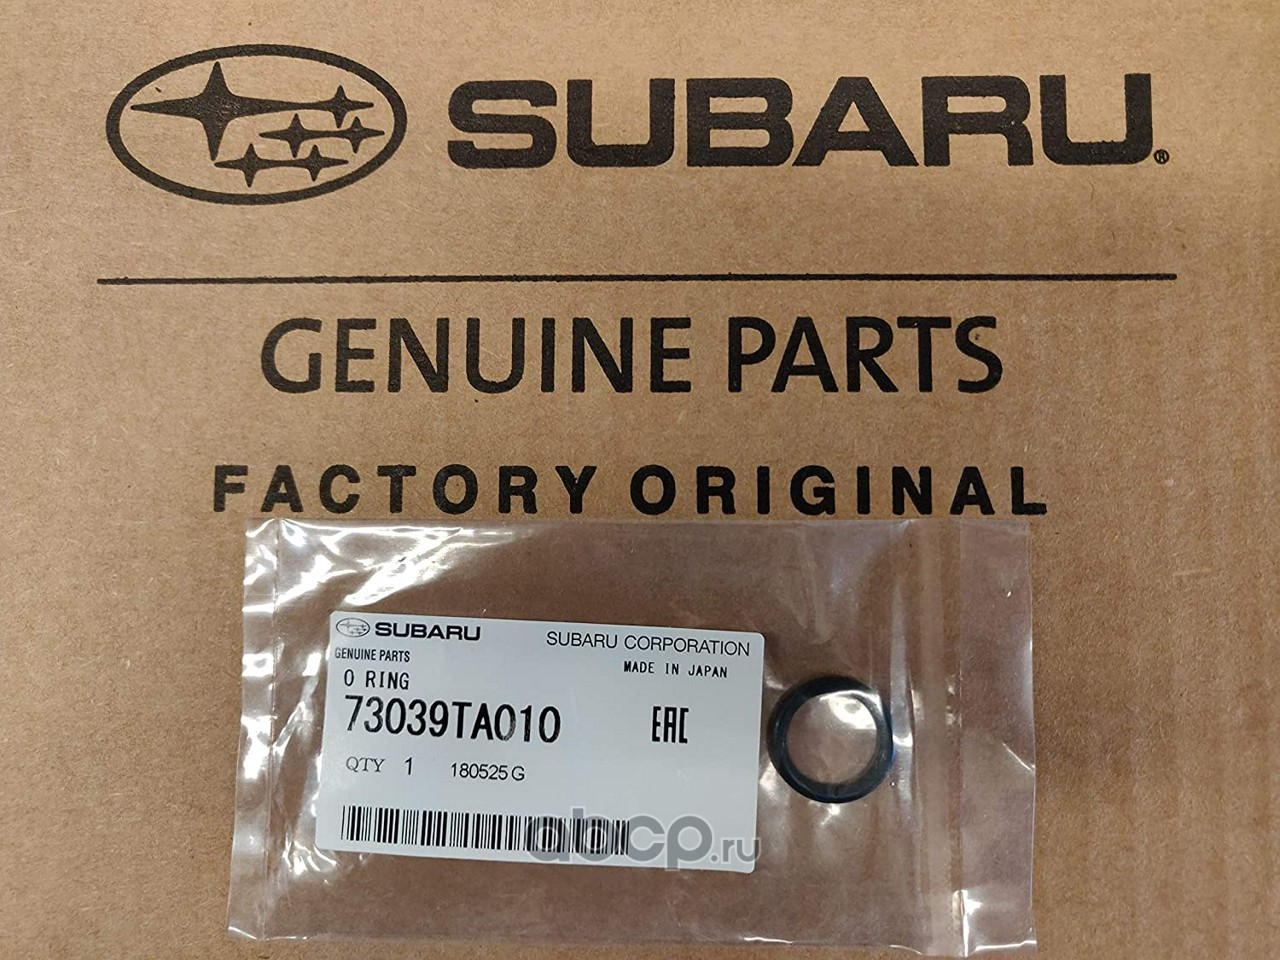 SUBARU®
GENUINE PARTS
FACTORY ORIGINAL
SUBARU SUBARU CORPORATION
GENUINE PARTS MADE IN JAPAN
O RING
73039TA010 EAC
QTY 1 180525G
abcp.ru